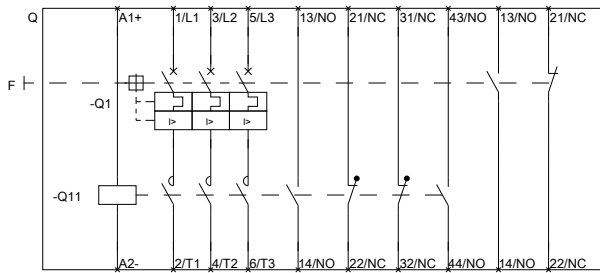 Q A1+ 1/L1 3/L2 5/L3 13/NO 21/NC 31/NC 43/NO 13/NO 21/NC
F
-Q1
I> I> I>
-Q11
A2- 2/T1 4/T2 6/T3 14/NO 22/NC 32/NC 44/NO 14/NO 22/NC